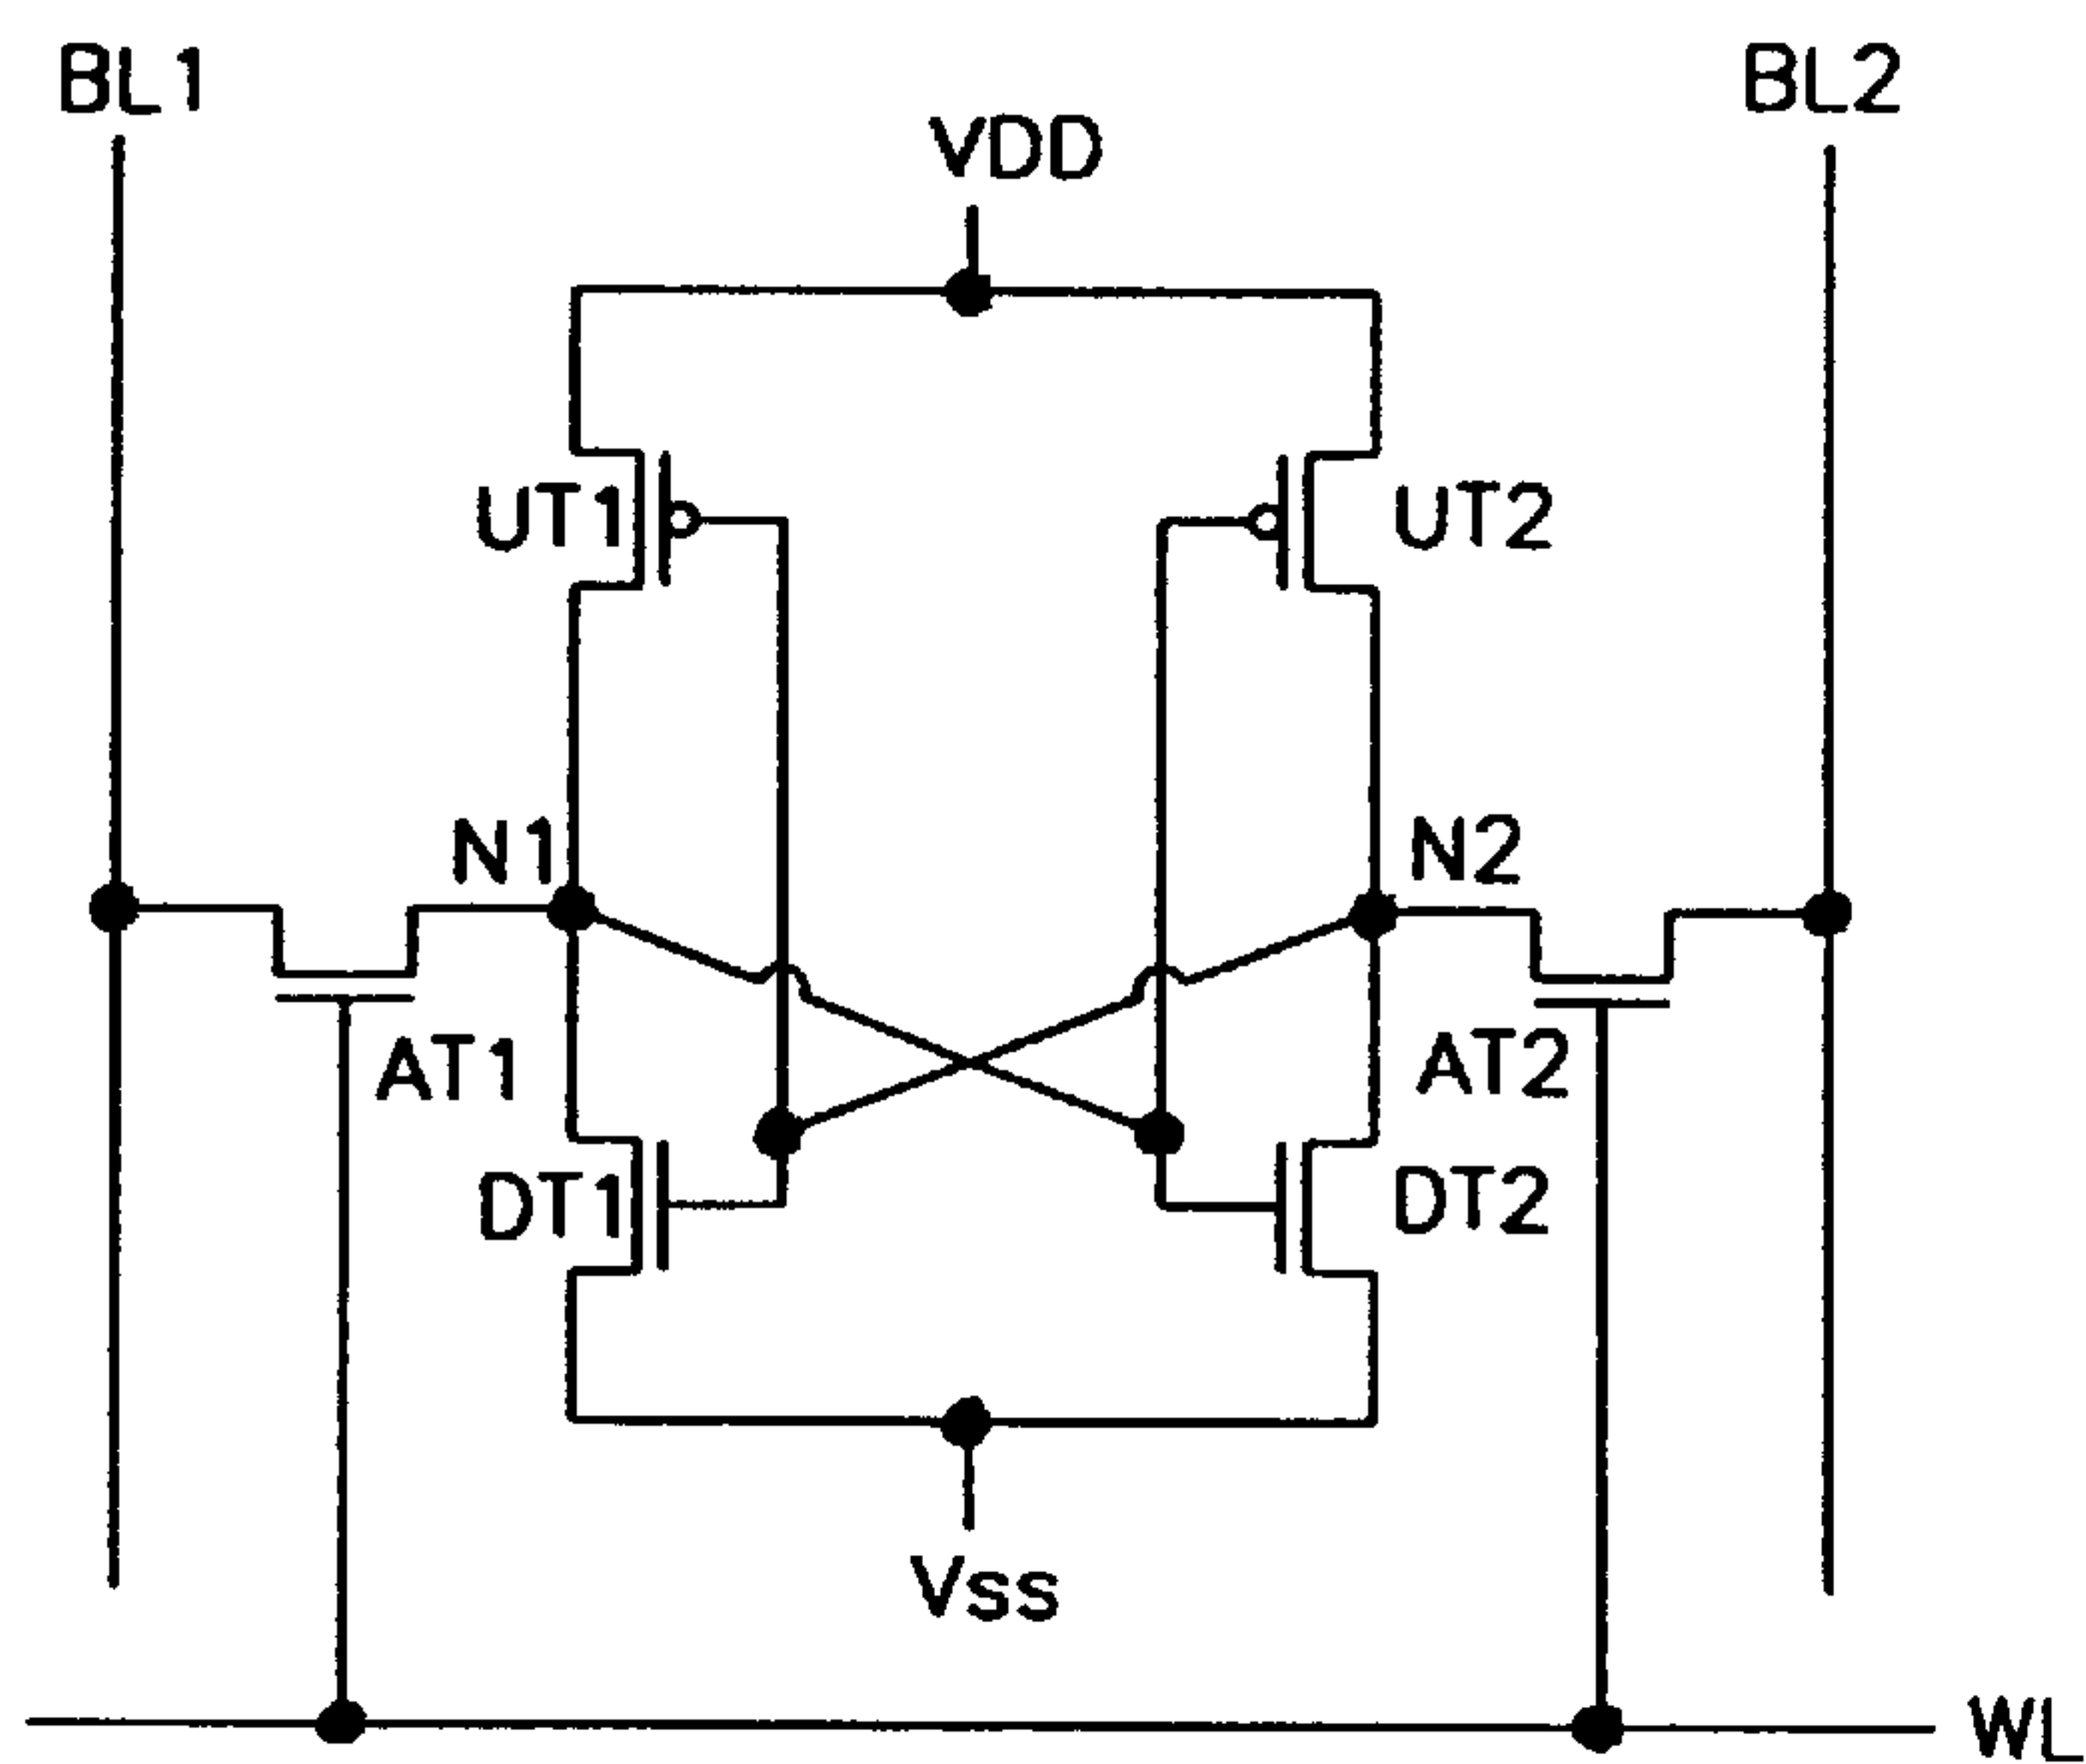 BL1
BL2
VDD
UT1
UT2
N1
N2
AT1
AT2
DT1
DT2
Vss
WL